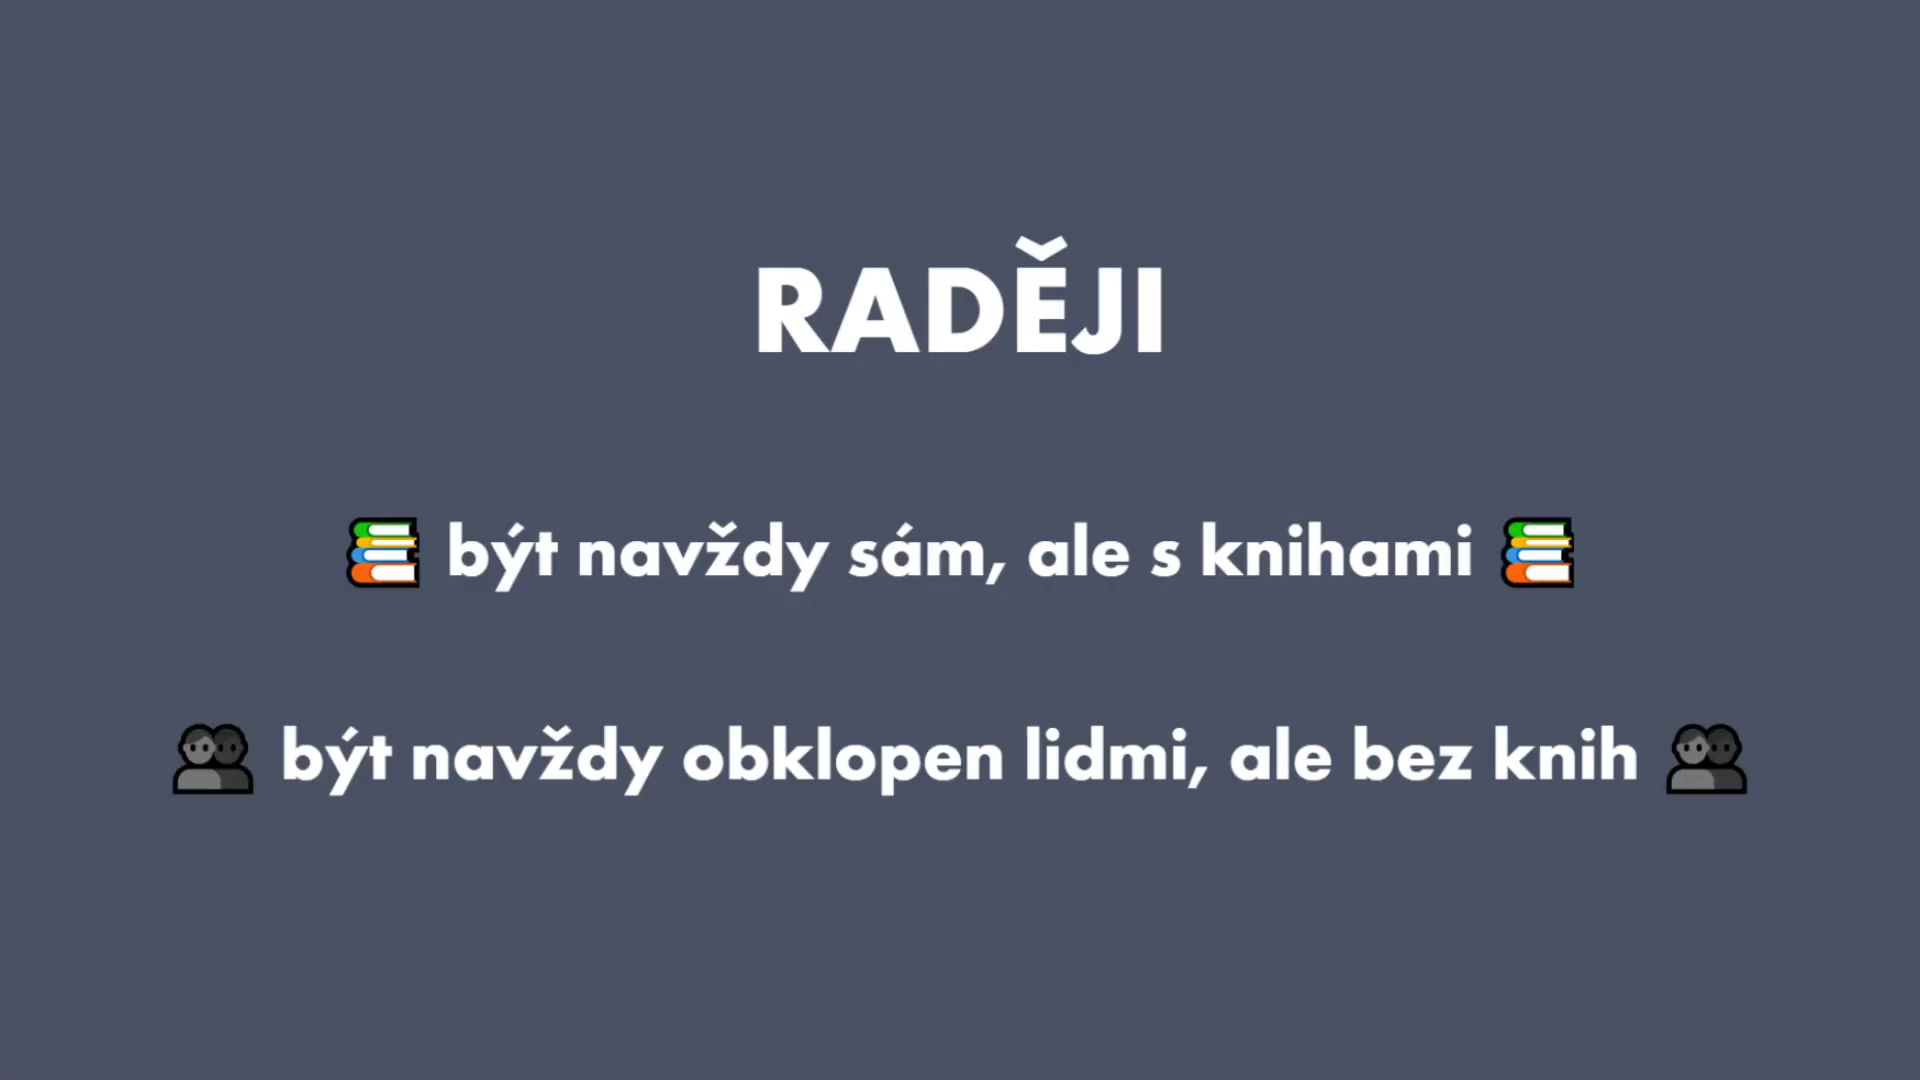 RADĚJI
být navždy sám, ale s knihami
být navždy obklopen lidmi, ale bez knih